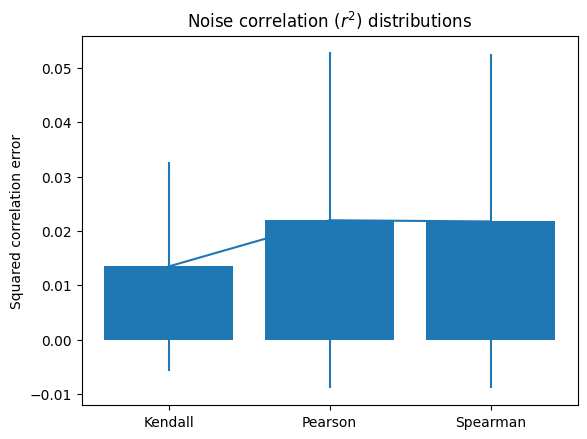 Noise correlation (r²) distributions
Squared correlation error
0.05
0.04
0.03
0.02
0.01
0.00
−0.01
Kendall Pearson Spearman